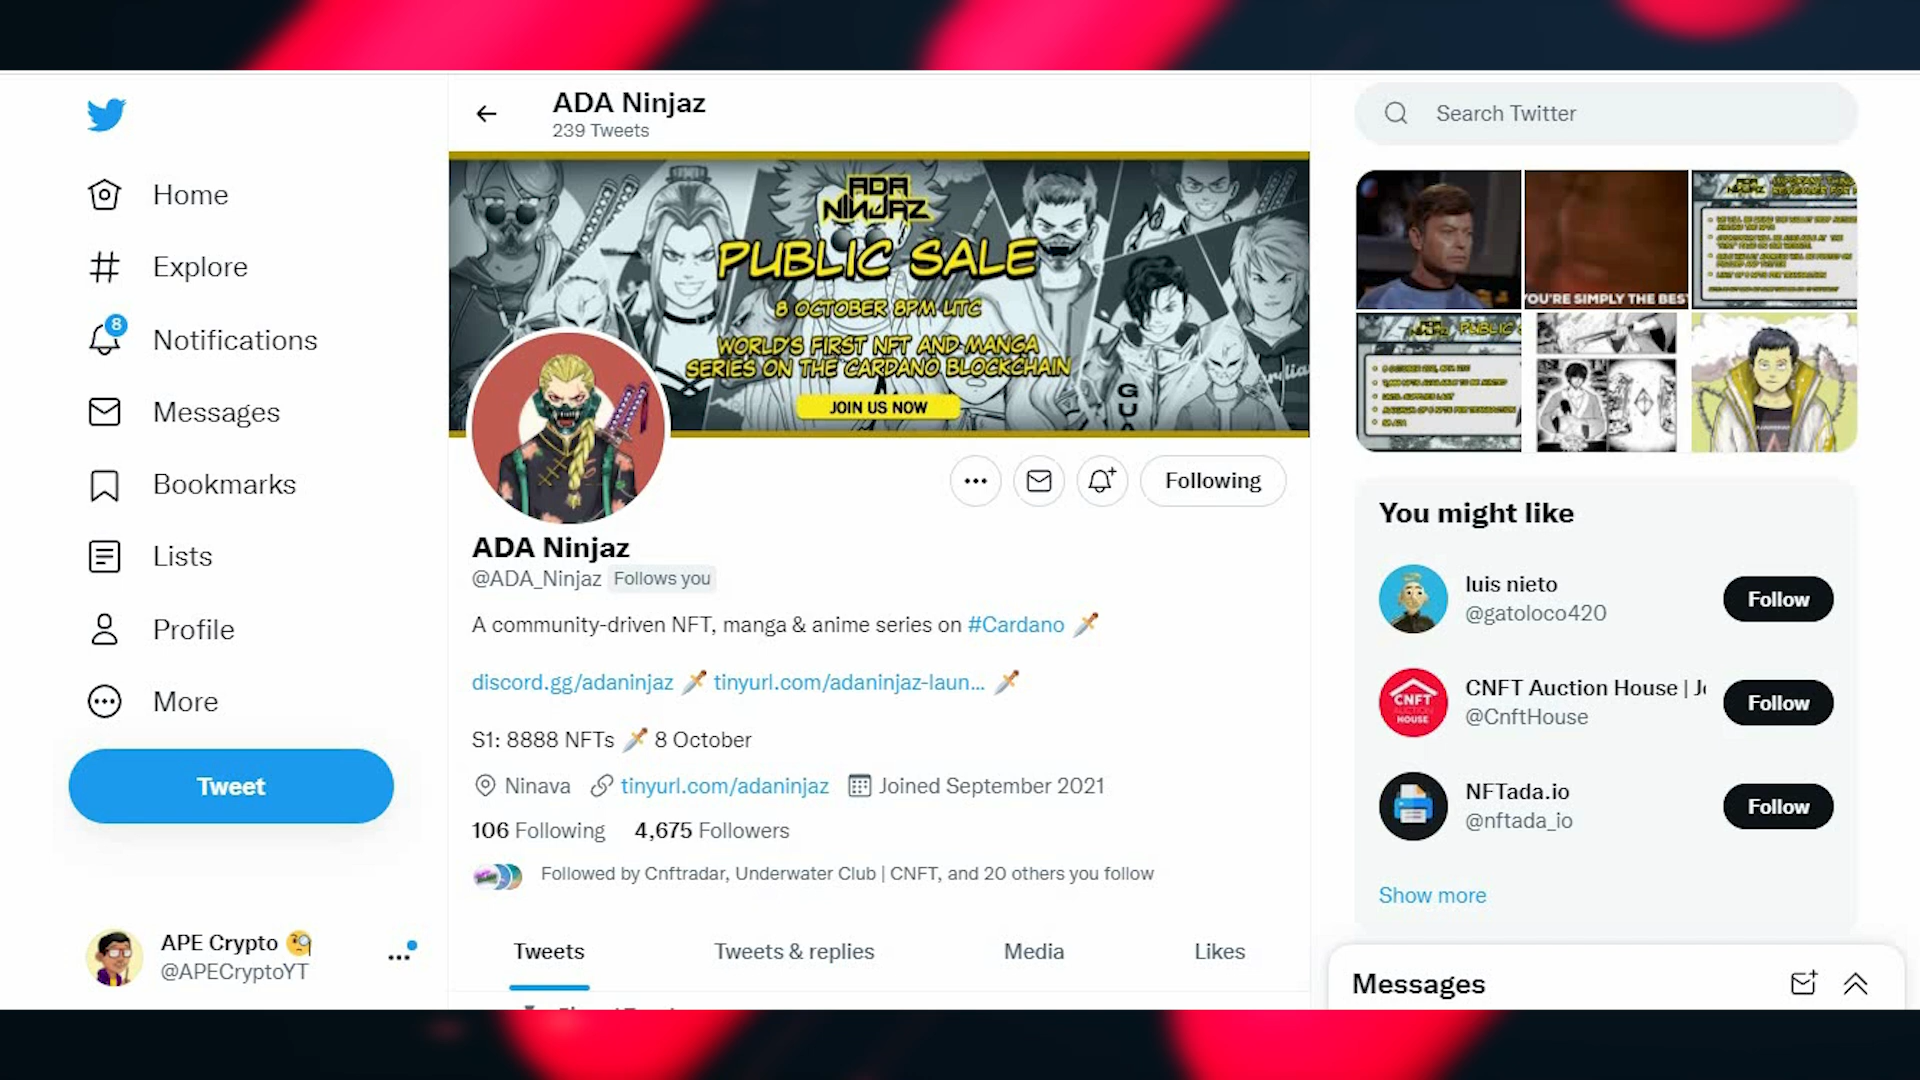 Home
Explore
8
Notifications
Messages
Bookmarks
Lists
Profile
More
Tweet
APE Crypto
@APECryptoYT
ADA Ninjaz
239 Tweets
ADA
NINJAZ
PUBLIC SALE
8 OCTOBER 8PM UTC
WORLD'S FIRST NFT AND MANGA
SERIES ON THE CARDANO BLOCKCHAIN
JOIN US NOW
Following
ADA Ninjaz
@ADA_Ninjaz Follows you
A community-driven NFT, manga & anime series on #Cardano
discord.gg/adaninjaz tinyurl.com/adaninjaz-laun...
S1: 8888 NFTs 8 October
Ninava tinyurl.com/adaninjaz Joined September 2021
106 Following 4,675 Followers
Followed by Cnftradar, Underwater Club | CNFT, and 20 others you follow
Tweets Tweets & replies Media Likes
Search Twitter
YOU'RE SIMPLY THE BEST
You might like
luis nieto
@gatoloco420
Follow
CNFT
AUCTION
HOUSE
CNFT Auction House |
@CnftHouse
Follow
NFTada.io
@nftada_io
Follow
Show more
Messages